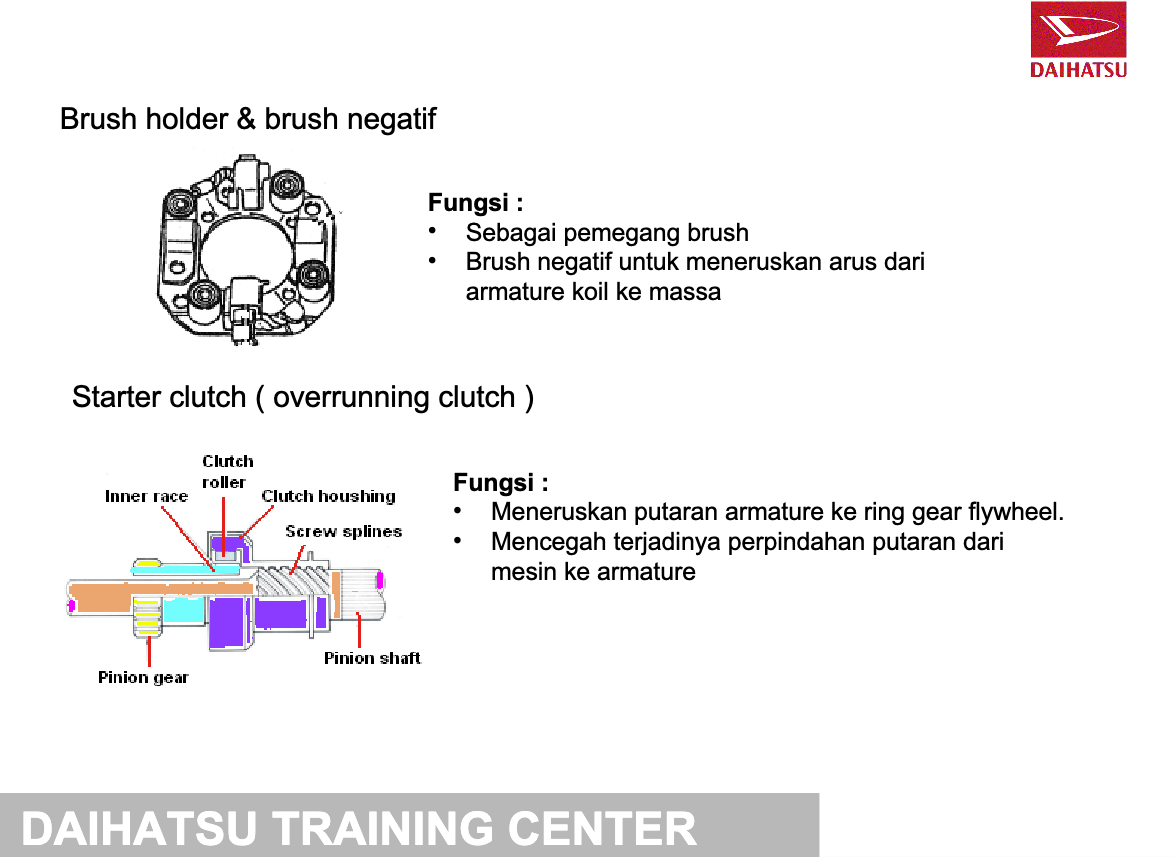 DAIHATSU
Brush holder & brush negatif
Fungsi :
• Sebagai pemegang brush
• Brush negatif untuk meneruskan arus dari
armature koil ke massa
Starter clutch ( overrunning clutch )
Clutch
roller
Inner race
Clutch houshing
Screw splines
Pinion shaft
Pinion gear
Fungsi :
• Meneruskan putaran armature ke ring gear flywheel.
• Mencegah terjadinya perpindahan putaran dari
mesin ke armature
DAIHATSU TRAINING CENTER